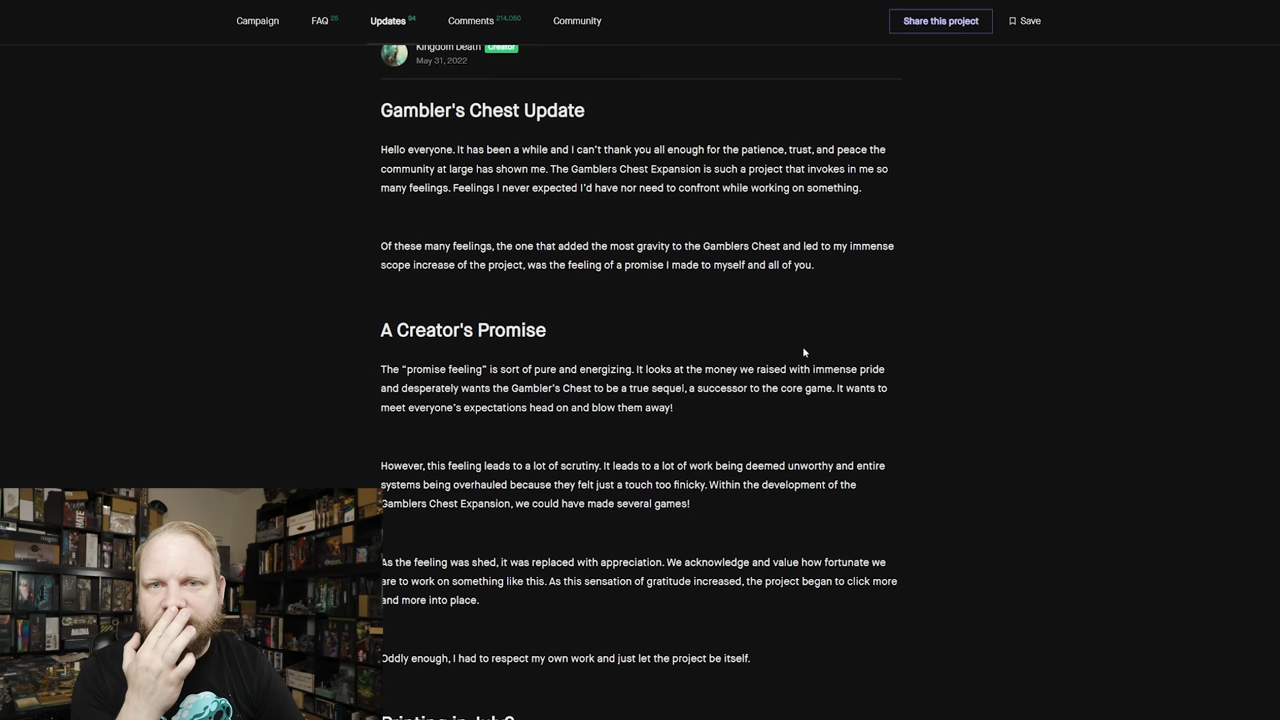 Campaign
FAQ 25
Updates 94
Comments 214,050
Community
Share this project
Save
Kingdom Death Creator
May 31, 2022
Gambler's Chest Update
Hello everyone. It has been a while and I can't thank you all enough for the patience, trust, and peace the
community at large has shown me. The Gamblers Chest Expansion is such a project that invokes in me so
many feelings. Feelings I never expected I'd have nor need to confront while working on something.
Of these many feelings, the one that added the most gravity to the Gamblers Chest and led to my immense
scope increase of the project, was the feeling of a promise I made to myself and all of you.
A Creator's Promise
The “promise feeling” is sort of pure and energizing. It looks at the money we raised with immense pride
and desperately wants the Gambler's Chest to be a true sequel, a successor to the core game. It wants to
meet everyone's expectations head on and blow them away!
However, this feeling leads to a lot of scrutiny. It leads to a lot of work being deemed unworthy and entire
systems being overhauled because they felt just a touch too finicky. Within the development of the
Gamblers Chest Expansion, we could have made several games!
As the feeling was shed, it was replaced with appreciation. We acknowledge and value how fortunate we
are to work on something like this. As this sensation of gratitude increased, the project began to click more
and more into place.
Oddly enough, I had to respect my own work and just let the project be itself.
Printing in July?